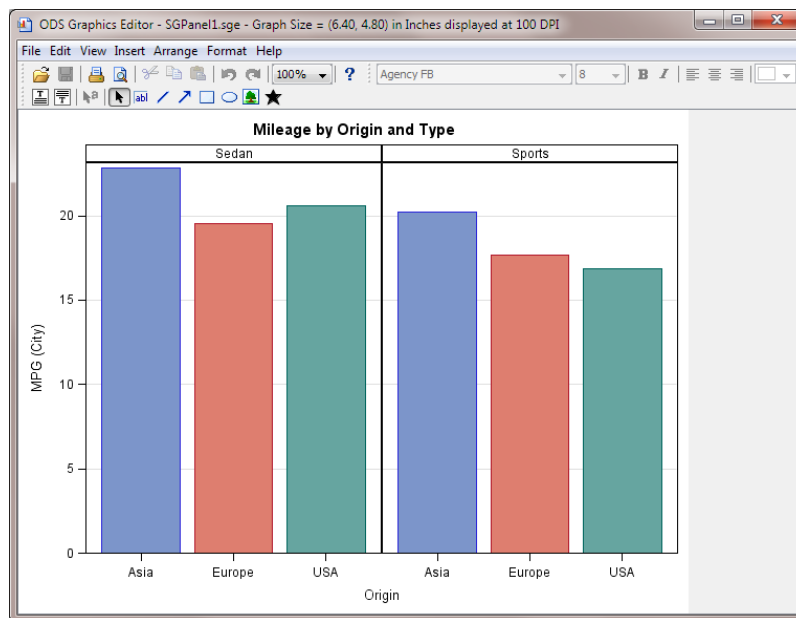 ODS Graphics Editor - SGPanel1.sge - Graph Size = (6.40, 4.80) in Inches displayed at 100 DPI
File Edit View Insert Arrange Format Help
100% ? Agency FB 8 B I
a abl
Mileage by Origin and Type
Sedan Sports
20
15
10
5
0
MPG (City)
Asia Europe USA Asia Europe USA
Origin